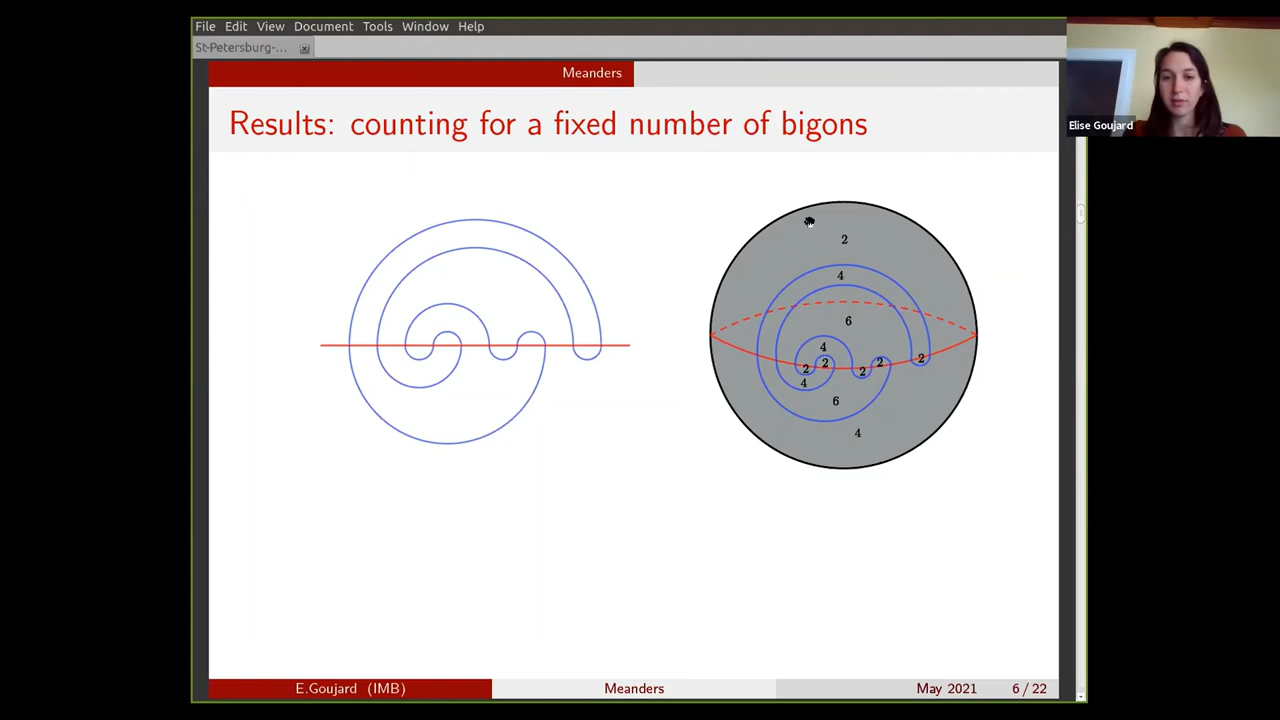 File Edit View Document Tools Window Help
St-Petersburg-...
Meanders
Results: counting for a fixed number of bigons
2
4
6
4
2
2
2
2
2
4
6
4
Elise Goujard
E.Goujard (IMB)
Meanders
May 2021
6 / 22